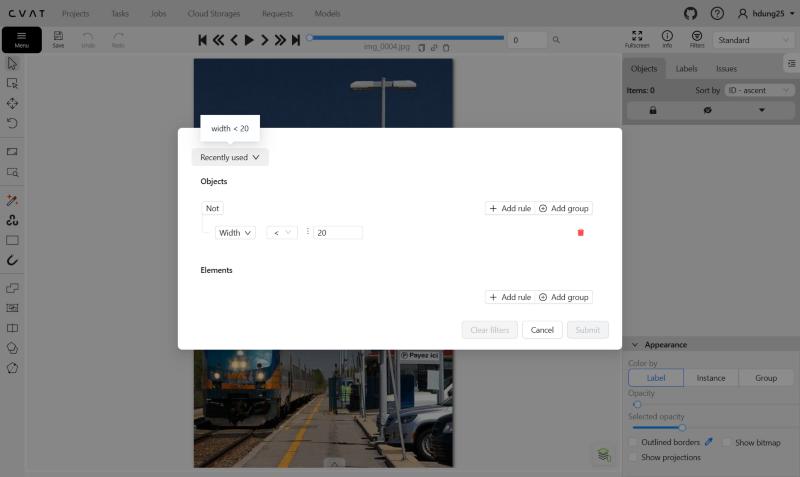 CVAT Projects Tasks Jobs Cloud Storages Requests Models hdung25
Menu Save Undo Redo img_0004.jpg 0 Fullscreen Info Filters Standard
Objects Labels Issues
Items: 0 Sort by ID - ascent
width < 20
Recently used
Objects
Not Add rule Add group
Width < 20
Elements
Add rule Add group
Clear filters Cancel Submit
Payez ici
Appearance
Color by
Label Instance Group
Opacity
Selected opacity
Outlined borders Show bitmap
Show projections